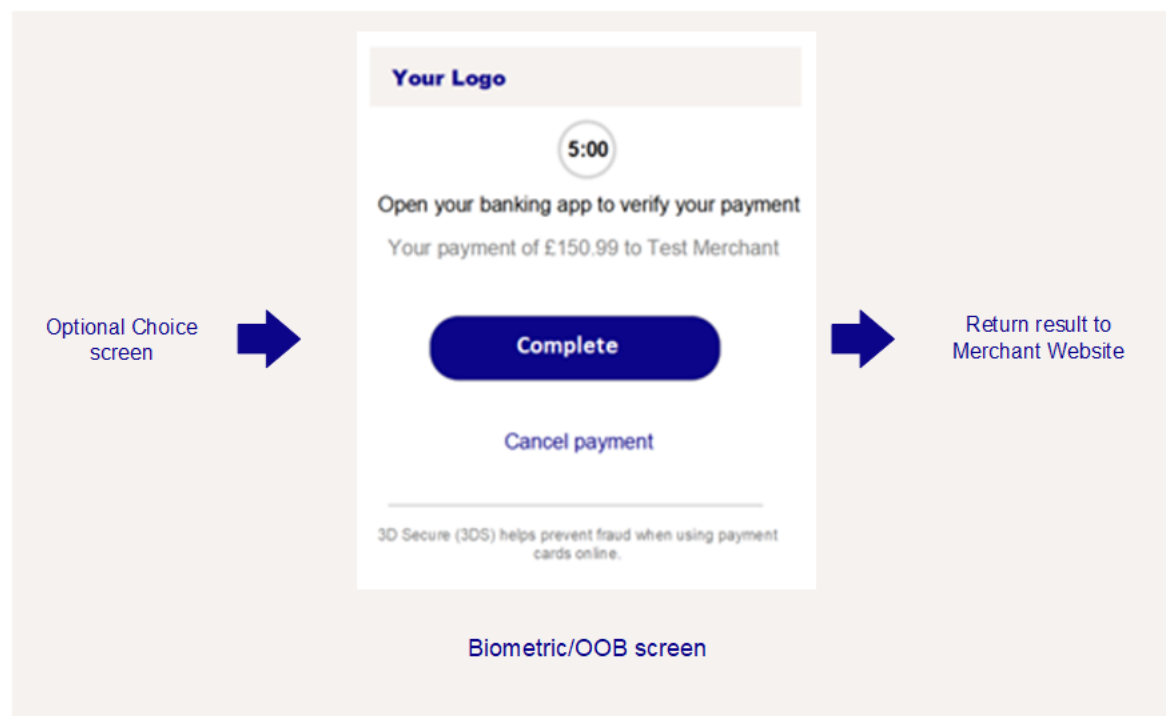 Your Logo
5:00
Open your banking app to verify your payment
Your payment of £150.99 to Test Merchant
Optional Choice
screen
Complete
Return result to
Merchant Website
Cancel payment
3D Secure (3DS) helps prevent fraud when using payment
cards online.
Biometric/OOB screen